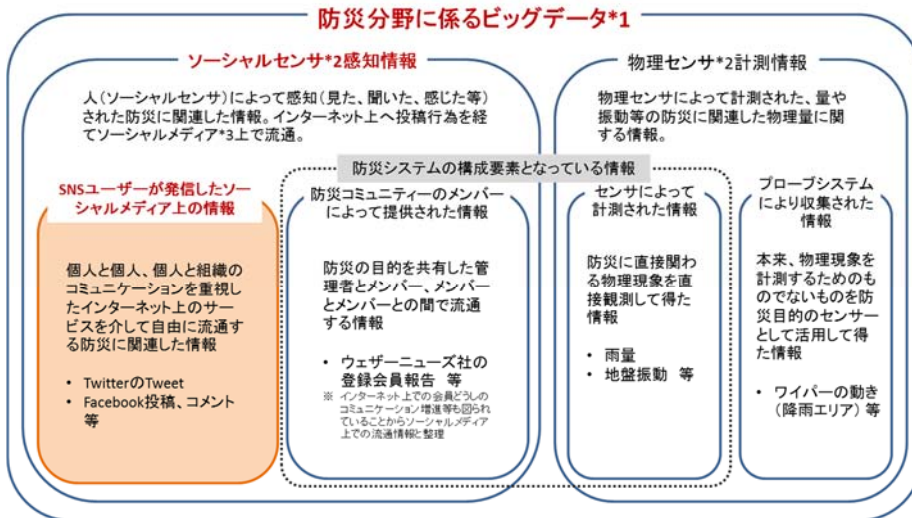 防災分野に係るビッグデータ*1
ソーシャルセンサ*2感知情報
人(ソーシャルセンサ)によって感知(見た、聞いた、感じた等)
された防災に関連した情報。インターネット上へ投稿行為を経
てソーシャルメディア*3上で流通。
物理センサ*2計測情報
物理センサによって計測された、量や
振動等の防災に関連した物理量に関
する情報。
防災システムの構成要素となっている情報
SNSユーザーが発信したソー
シャルメディア上の情報
個人と個人、個人と組織の
コミュニケーションを重視し
たインターネット上のサー
ビスを介して自由に流通す
る防災に関連した情報
• TwitterのTweet
• Facebook投稿、コメント
等
防災コミュニティーのメンバー
によって提供された情報
防災の目的を共有した管
理者とメンバー、メンバー
とメンバーとの間で流通
する情報
• ウェザーニューズ社の
登録会員報告 等
※ インターネット上での会員どうしの
コミュニケーション増進等も図られ
ていることからソーシャルメディア
上での流通情報と整理
センサによって
計測された情報
防災に直接関わ
る物理現象を直
接観測して得た
情報
• 雨量
• 地盤振動 等
プローブシステム
により収集された
情報
本来、物理現象を
計測するためのも
のでないものを防
災目的のセンサー
として活用して得
た情報
• ワイパーの動き
(降雨エリア) 等